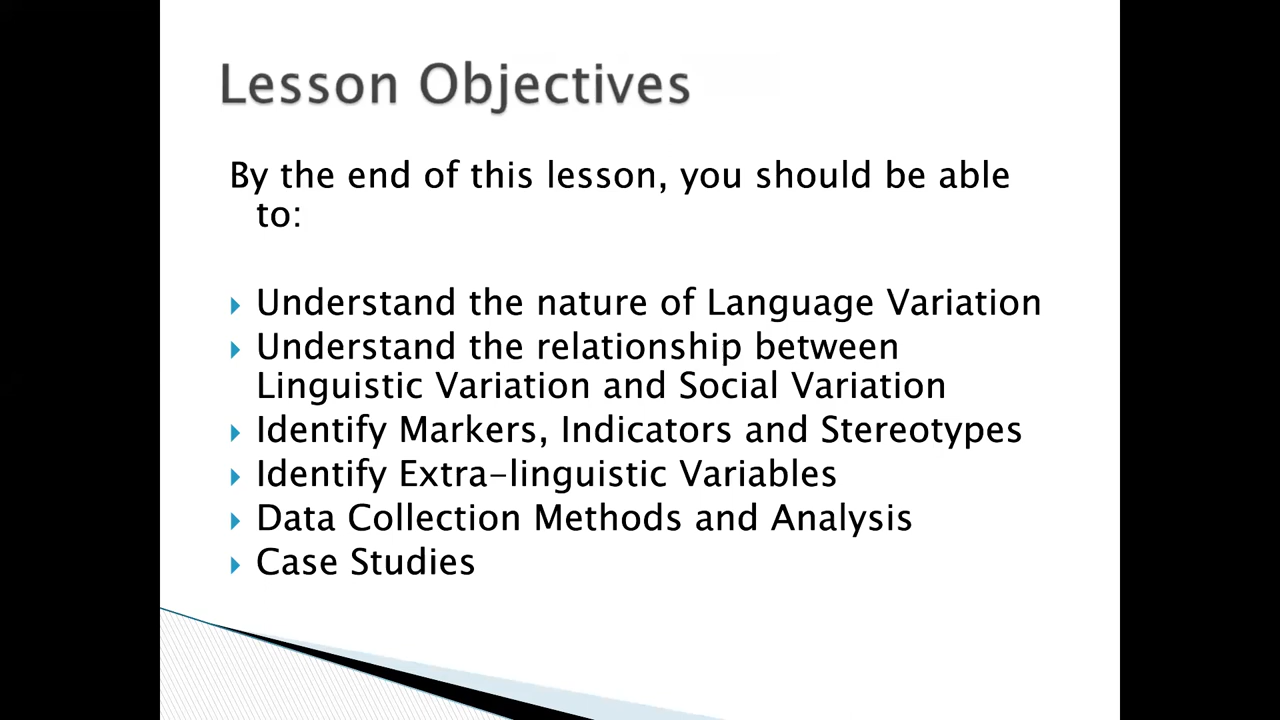 Lesson Objectives
By the end of this lesson, you should be able
to:
Understand the nature of Language Variation
Understand the relationship between
Linguistic Variation and Social Variation
Identify Markers, Indicators and Stereotypes
Identify Extra-linguistic Variables
Data Collection Methods and Analysis
Case Studies